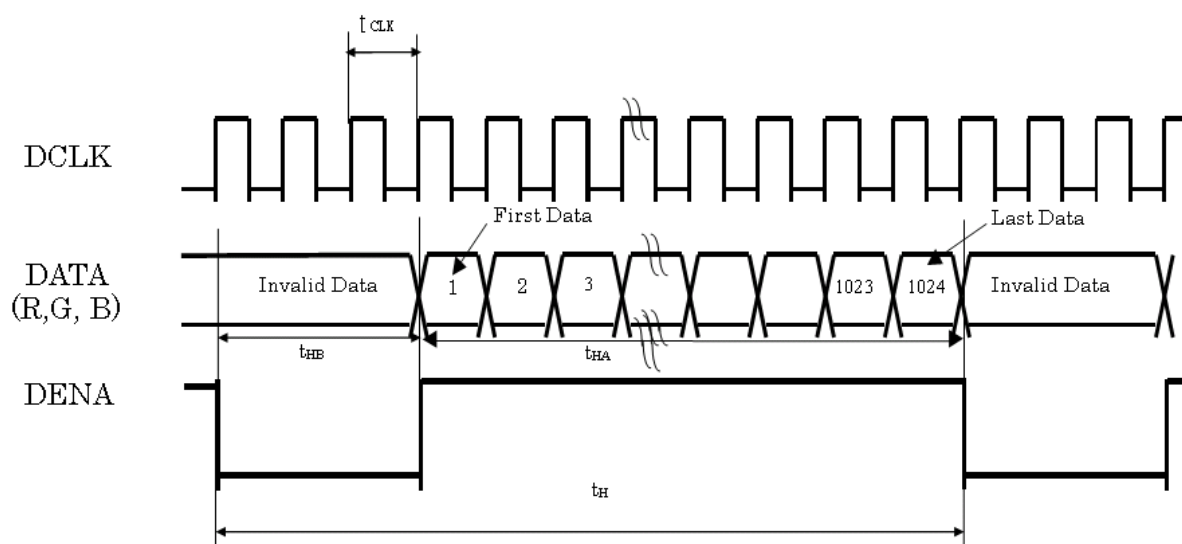 t CLK
DCLK
First Data
Last Data
DATA
(R,G, B)
Invalid Data
1
2
3
1023
1024
Invalid Data
tHB
tHA
DENA
tH